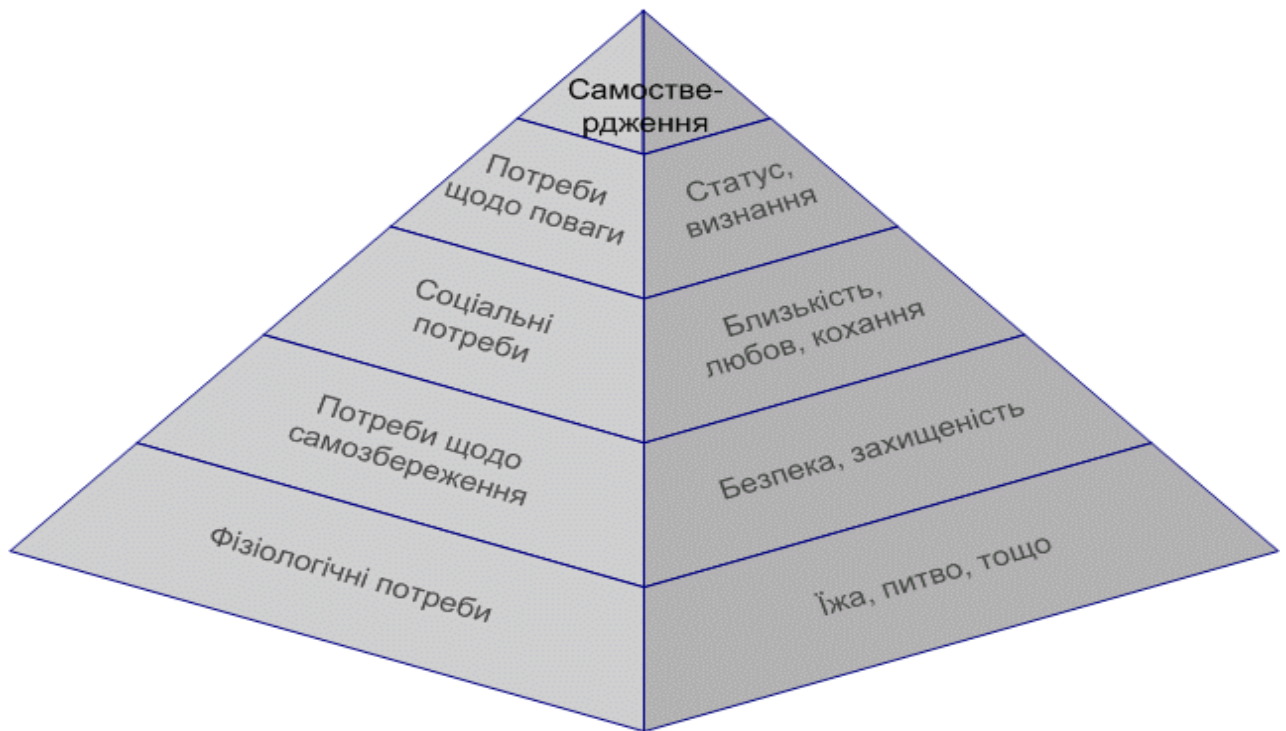 Самоств​е-
рдження
Потреби
щодо поваги
Статус,
визнання
Соціальні
потреби
Близькість,
любов, кохання
Потреби щодо
самозбереження
Безпека, захищеність
Фізіологічні потреби
Їжа, питво, тощо